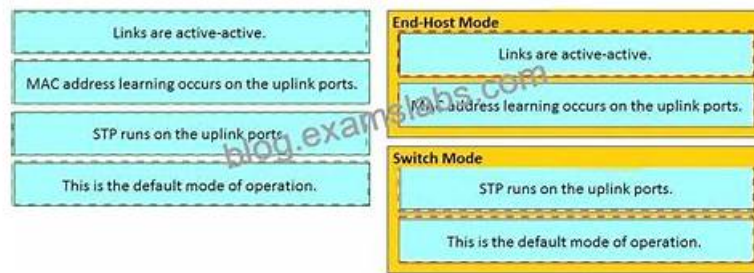 Links are active-active.
MAC address learning occurs on the uplink ports.
STP runs on the uplink ports.
This is the default mode of operation.
End-Host Mode
Links are active-active.
MAC address learning occurs on the uplink ports.
Switch Mode
STP runs on the uplink ports.
This is the default mode of operation.
blog.examslabs.com